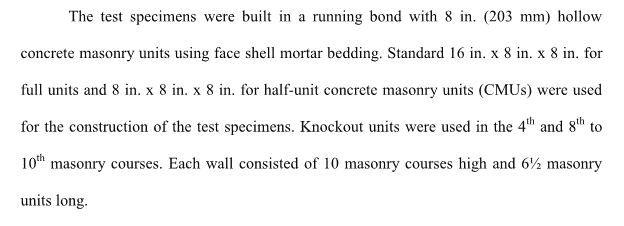 The test specimens were built in a running bond with 8 in. (203 mm) hollow
concrete masonry units using face shell mortar bedding. Standard 16 in. x 8 in. x 8 in. for
full units and 8 in. x 8 in. x 8 in. for half-unit concrete masonry units (CMUs) were used
for the construction of the test specimens. Knockout units were used in the 4th and 8th to
10th masonry courses. Each wall consisted of 10 masonry courses high and 6½ masonry
units long.